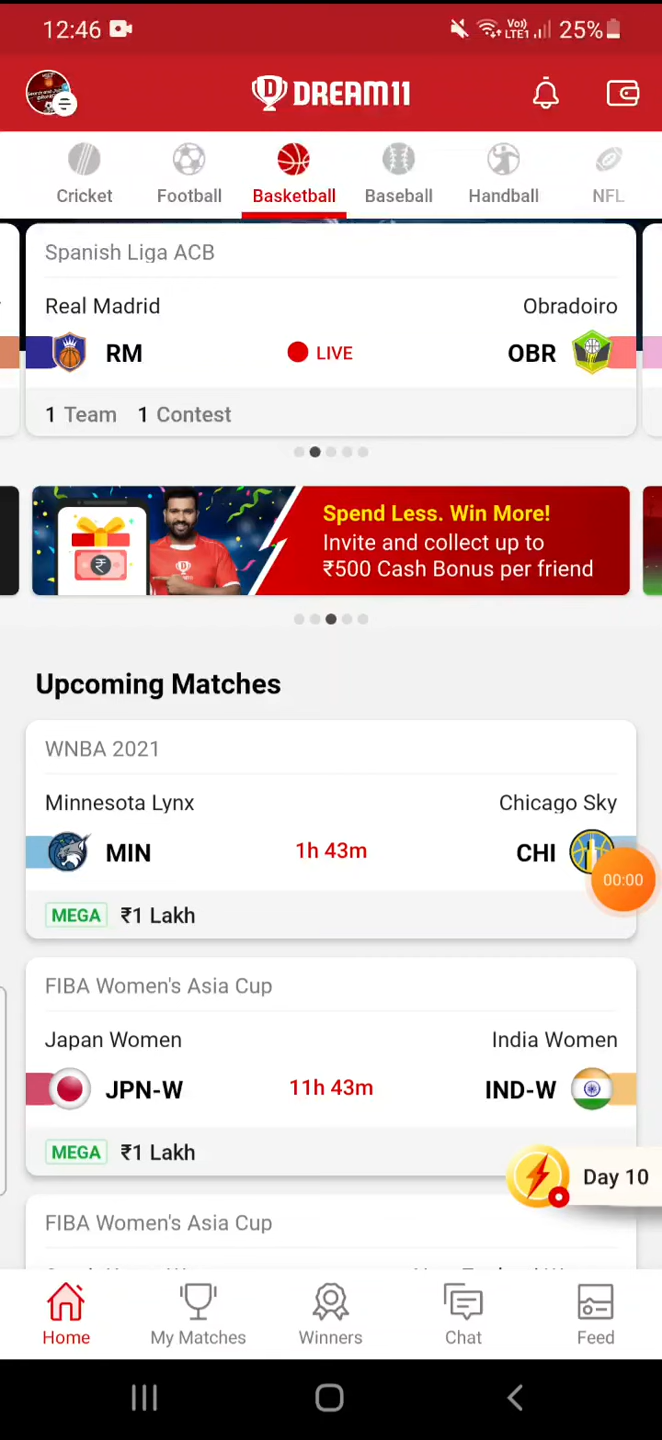 12:46 Vo) LTE1 25%
DREAM11
Cricket Football Basketball Baseball Handball NFL
Spanish Liga ACB
Real Madrid Obradoiro
RM LIVE OBR
1 Team 1 Contest
Spend Less. Win More!
Invite and collect up to
₹500 Cash Bonus per friend
Upcoming Matches
WNBA 2021
Minnesota Lynx Chicago Sky
MIN 1h 43m CHI
00:00
MEGA ₹1 Lakh
FIBA Women's Asia Cup
Japan Women India Women
JPN-W 11h 43m IND-W
MEGA ₹1 Lakh
Day 10
FIBA Women's Asia Cup
Home My Matches Winners Chat Feed